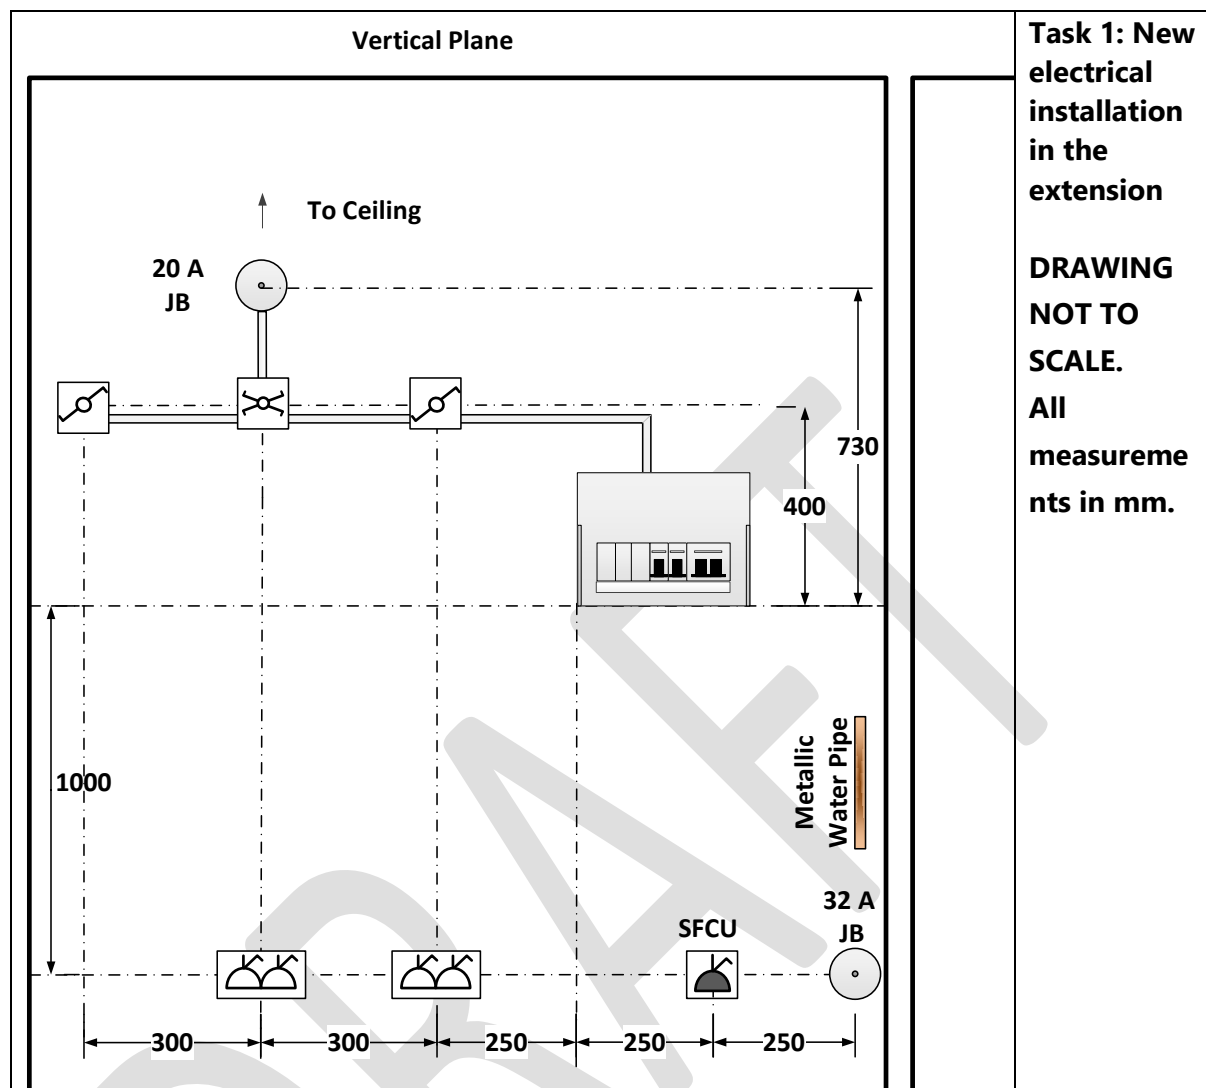 Vertical Plane
Task 1: New
electrical
installation
in the
extension
DRAWING
NOT TO
SCALE.
All
measureme
nts in mm.
To Ceiling
20 A
JB
730
400
1000
Metallic
Water Pipe
32 A
JB
SFCU
300
300
250
250
250
DRAFT